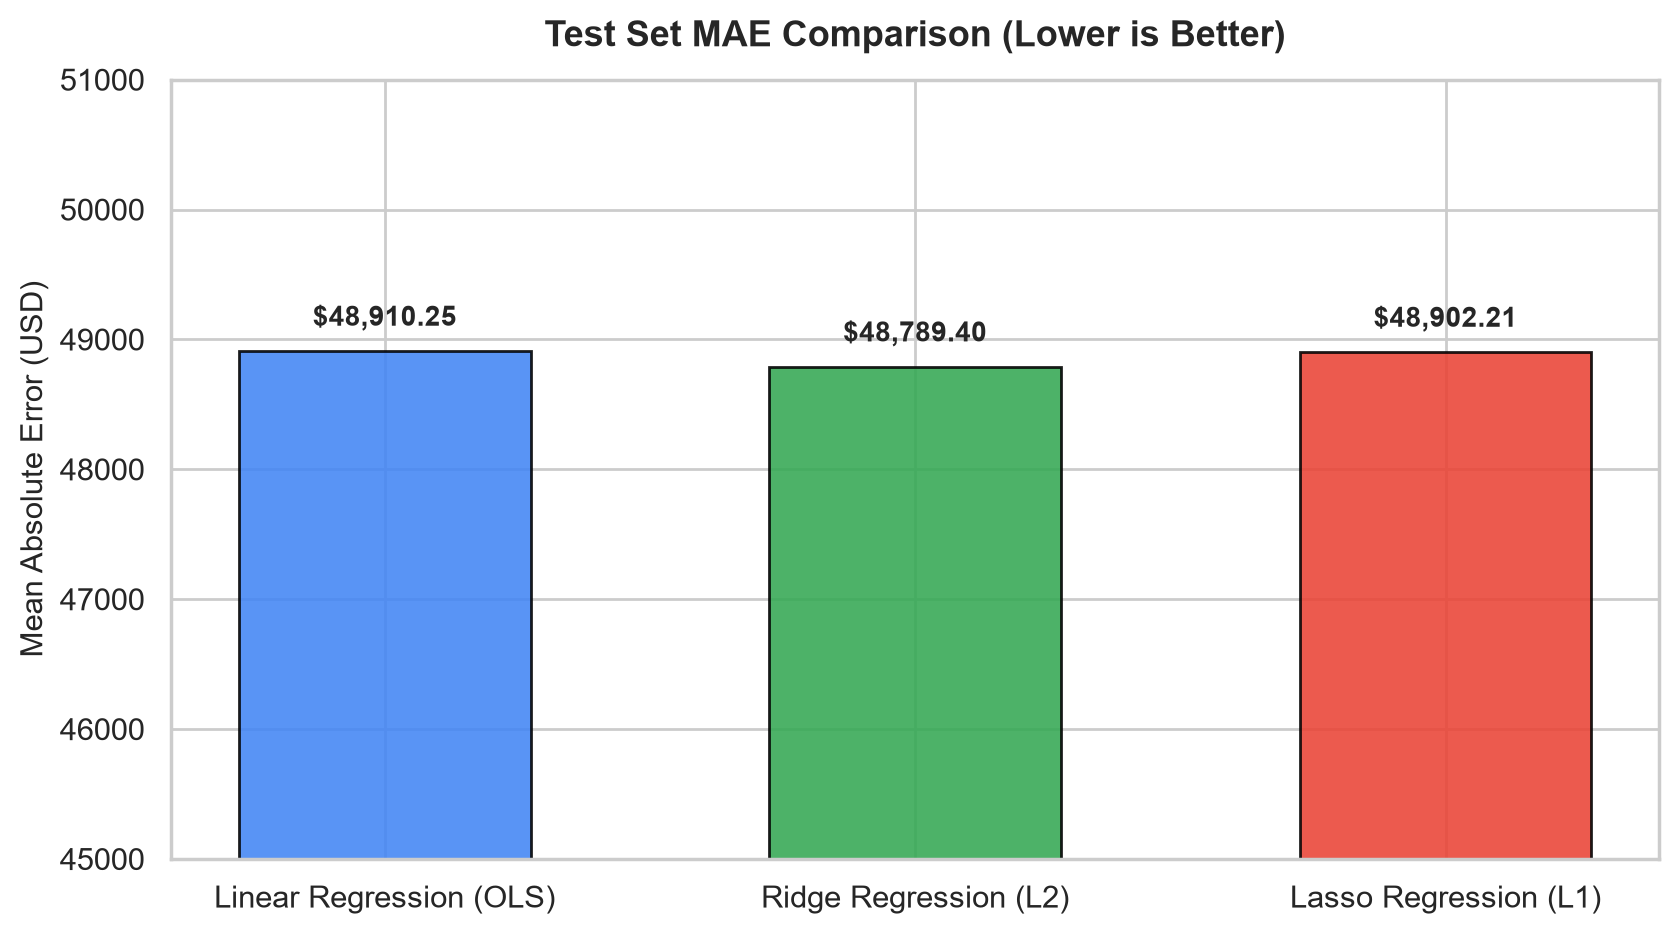 Test Set MAE Comparison (Lower is Better)
Mean Absolute Error (USD)
51000
50000
49000
48000
47000
46000
45000
$48,910.25
$48,789.40
$48,902.21
Linear Regression (OLS)
Ridge Regression (L2)
Lasso Regression (L1)